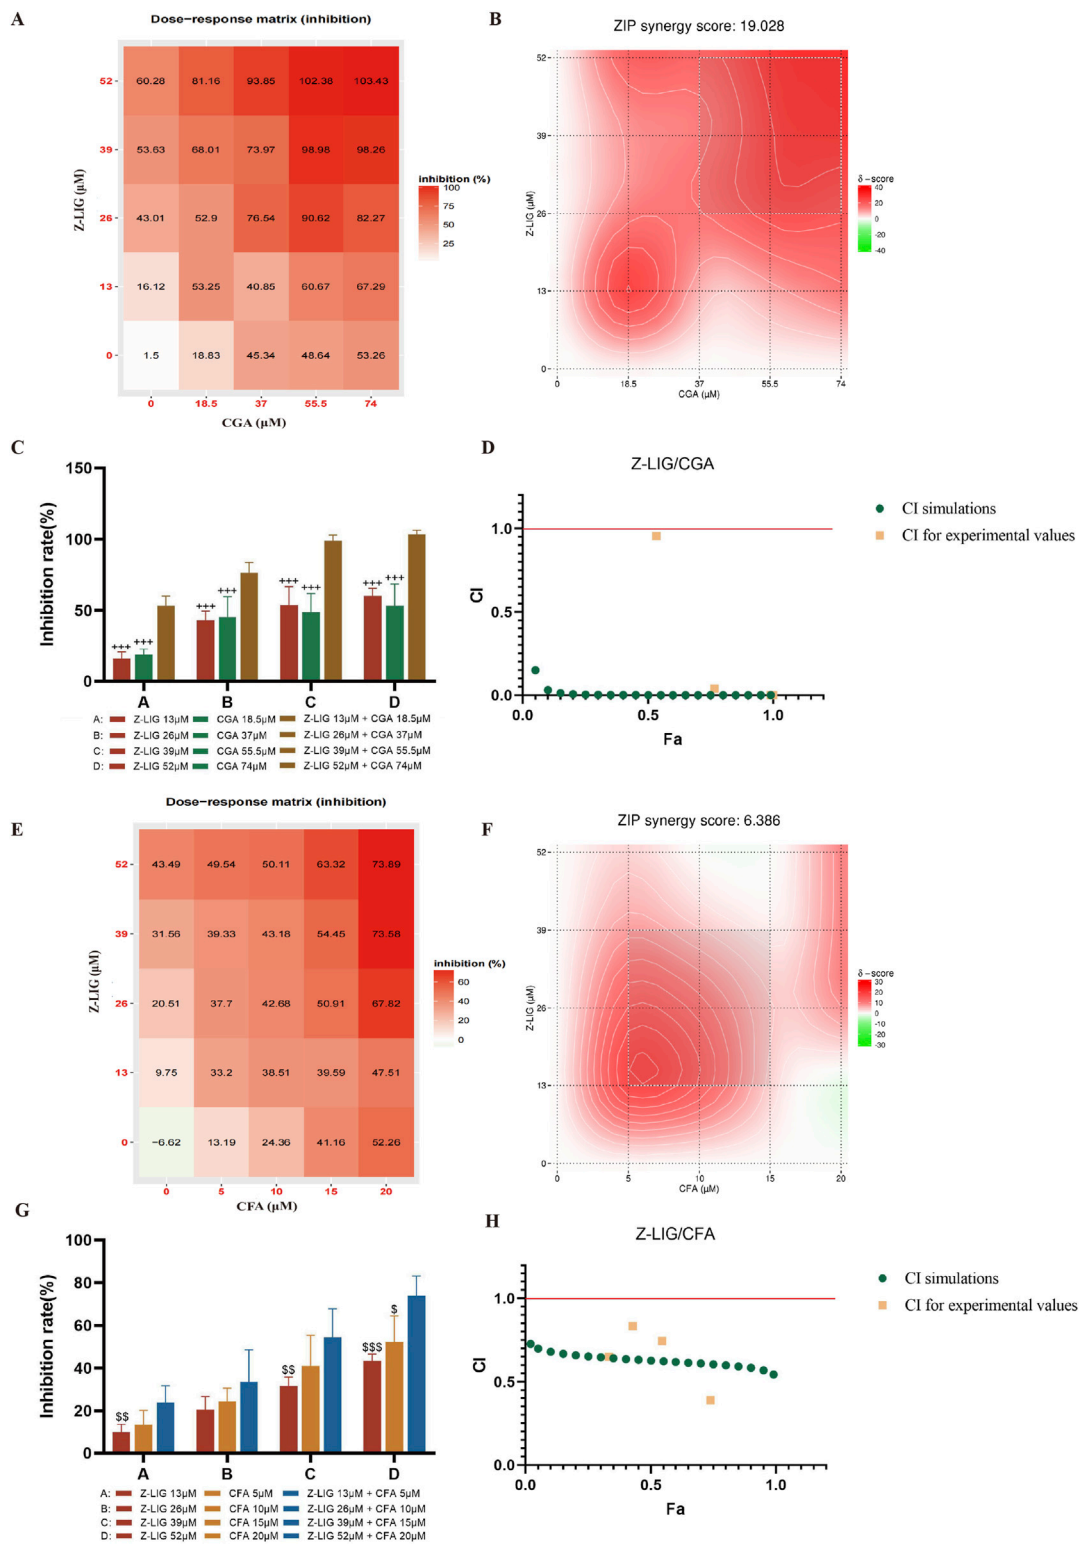 A
Dose-response matrix (inhibition)
Z-LIG (μM)
52
39
26
13
0
60.28 81.16 93.85 102.38 103.43
53.63 68.01 73.97 98.98 98.26
43.01 52.9 76.54 90.62 82.27
16.12 53.25 40.85 60.67 67.29
1.5 18.83 45.34 48.64 53.26
0 18.5 37 55.5 74
CGA (μM)
inhibition (%)
100
75
50
25
B
ZIP synergy score: 19.028
Z-LIG (μM)
52
39
26
13
0
0 18.5 37 55.5 74
CGA (μM)
δ -score
40
20
0
-20
-40
C
Inhibition rate(%)
150
100
50
0
+++ +++ +++ +++ +++ +++ +++ +++
A B C D
A: Z-LIG 13μM CGA 18.5μM Z-LIG 13μM + CGA 18.5μM
B: Z-LIG 26μM CGA 37μM Z-LIG 26μM + CGA 37μM
C: Z-LIG 39μM CGA 55.5μM Z-LIG 39μM + CGA 55.5μM
D: Z-LIG 52μM CGA 74μM Z-LIG 52μM + CGA 74μM
D
Z-LIG/CGA
CI
1.0
0.5
0.0
0.0 0.5 1.0
Fa
CI simulations
CI for experimental values
E
Dose-response matrix (inhibition)
Z-LIG (μM)
52
39
26
13
0
43.49 49.54 50.11 63.32 73.89
31.56 39.33 43.18 54.45 73.58
20.51 37.7 42.68 50.91 67.82
9.75 33.2 38.51 39.59 47.51
-6.62 13.19 24.36 41.16 52.26
0 5 10 15 20
CFA (μM)
inhibition (%)
60
40
20
0
F
ZIP synergy score: 6.386
Z-LIG (μM)
52
39
26
13
0
0 5 10 15 20
CFA (μM)
δ -score
30
20
10
0
-10
-20
-30
G
Inhibition rate(%)
100
80
60
40
20
0
$$ $$ $$$ $
A B C D
A: Z-LIG 13μM CFA 5μM Z-LIG 13μM + CFA 5μM
B: Z-LIG 26μM CFA 10μM Z-LIG 26μM + CFA 10μM
C: Z-LIG 39μM CFA 15μM Z-LIG 39μM + CFA 15μM
D: Z-LIG 52μM CFA 20μM Z-LIG 52μM + CFA 20μM
H
Z-LIG/CFA
CI
1.0
0.5
0.0
0.0 0.5 1.0
Fa
CI simulations
CI for experimental values